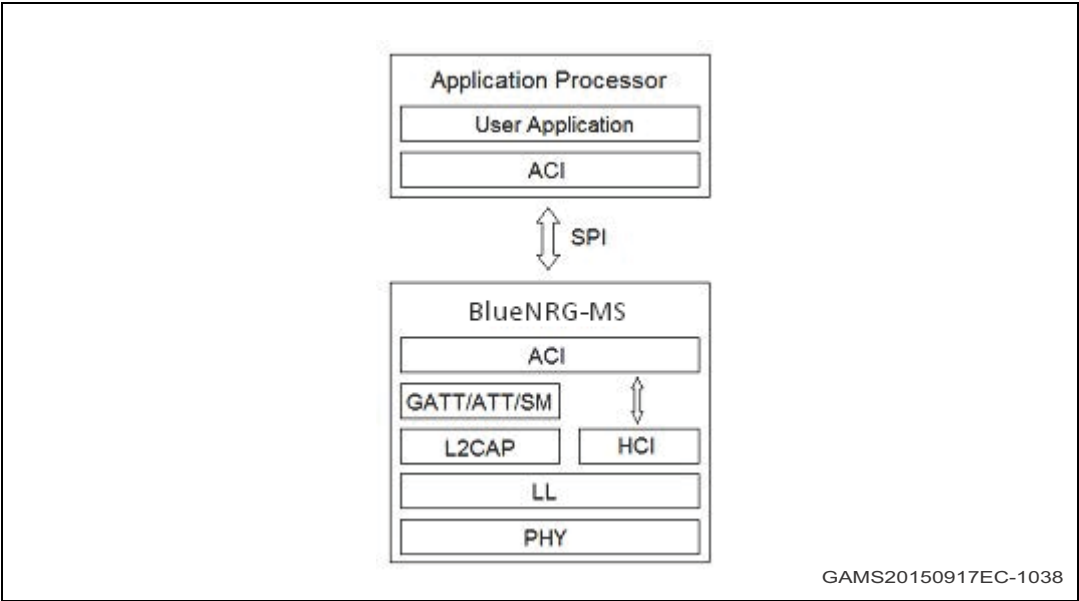 Application Processor
User Application
ACI
SPI
BlueNRG-MS
ACI
GATT/ATT/SM
L2CAP
HCI
LL
PHY
GAMS20150917EC-1038